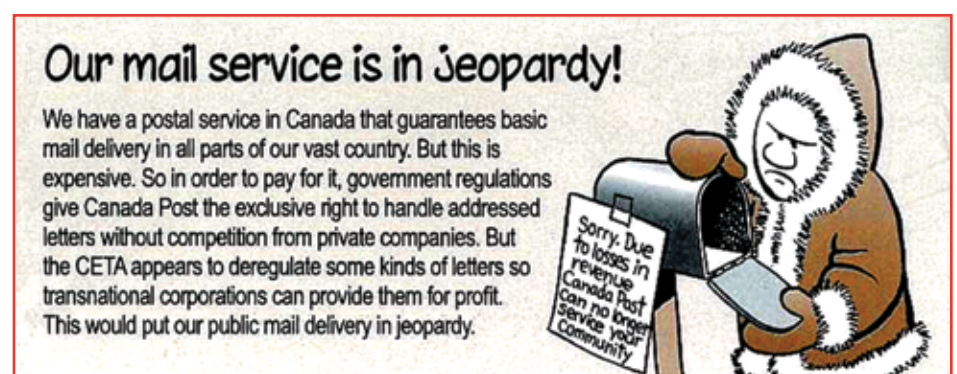 Our mail service is in jeopardy!
We have a postal service in Canada that guarantees basic
mail delivery in all parts of our vast country. But this is
expensive. So in order to pay for it, government regulations
give Canada Post the exclusive right to handle addressed
letters without competition from private companies. But
the CETA appears to deregulate some kinds of letters so
transnational corporations can provide them for profit.
This would put our public mail delivery in jeopardy.
Sorry. Due
to losses in
revenue
Canada Post
can no longer
service your
Community